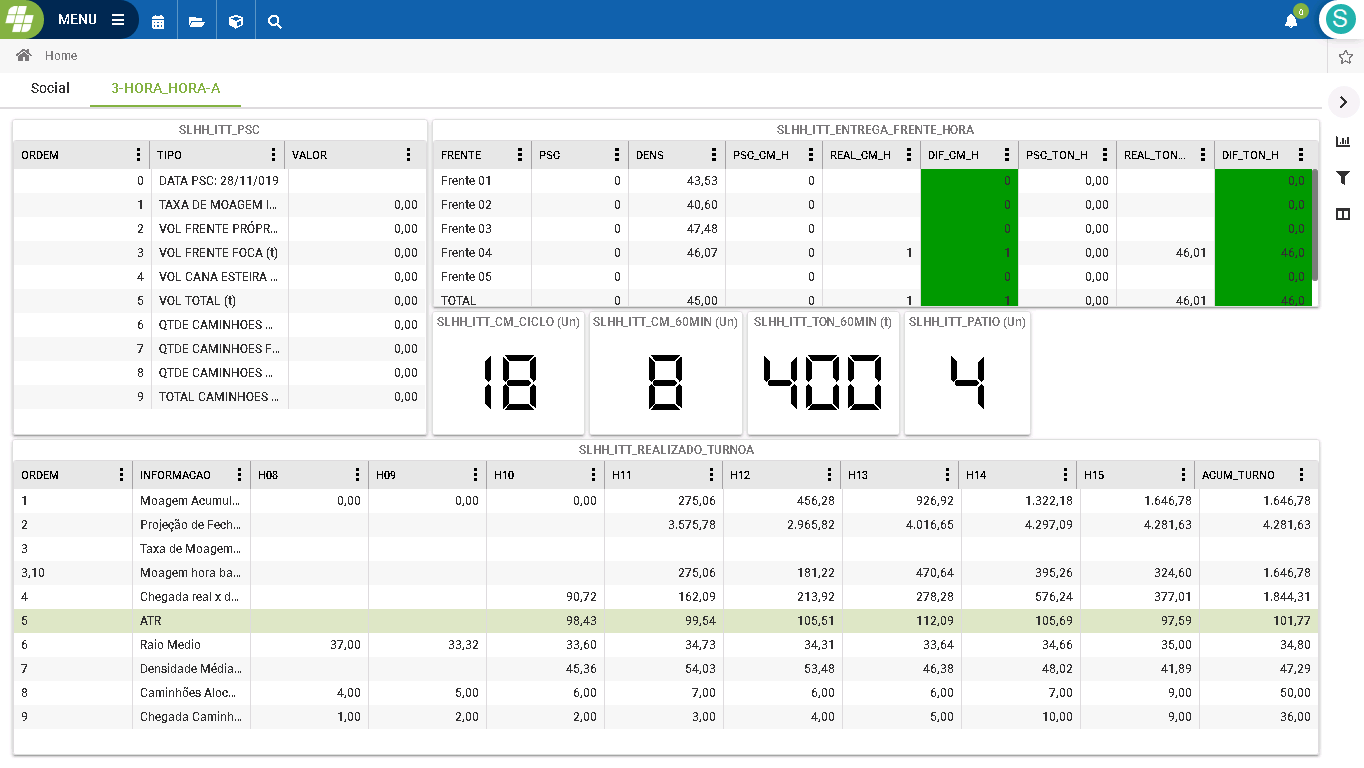 MENU
0
S
Home
Social 3-HORA_HORA-A
SLHH_ITT_PSC
ORDEM TIPO VALOR
0 DATA PSC: 28/11/019
1 TAXA DE MOAGEM I... 0,00
2 VOL FRENTE PRÓPR... 0,00
3 VOL FRENTE FOCA (t) 0,00
4 VOL CANA ESTEIRA ... 0,00
5 VOL TOTAL (t) 0,00
6 QTDE CAMINHOES ... 0,00
7 QTDE CAMINHOES F... 0,00
8 QTDE CAMINHOES ... 0,00
9 TOTAL CAMINHOES ... 0,00
SLHH_ITT_ENTREGA_FRENTE_HORA
FRENTE PSC DENS PSC_CM_H REAL_CM_H DIF_CM_H PSC_TON_H REAL_TON... DIF_TON_H
Frente 01 0 43,53 0 0 0,00 0,0
Frente 02 0 40,60 0 0 0,00 0,0
Frente 03 0 47,48 0 0 0,00 0,0
Frente 04 0 46,07 0 1 1 0,00 46,01 46,0
Frente 05 0 0 0 0,00 0,0
TOTAL 0 45,00 0 1 1 0,00 46,01 46,0
SLHH_ITT_CM_CICLO (Un)
18
SLHH_ITT_CM_60MIN (Un)
8
SLHH_ITT_TON_60MIN (t)
400
SLHH_ITT_PATIO (Un)
4
SLHH_ITT_REALIZADO_TURNOA
ORDEM INFORMACAO H08 H09 H10 H11 H12 H13 H14 H15 ACUM_TURNO
1 Moagem Acumul... 0,00 0,00 0,00 275,06 456,28 926,92 1.322,18 1.646,78 1.646,78
2 Projeção de Fech... 3.575,78 2.965,82 4.016,65 4.297,09 4.281,63 4.281,63
3 Taxa de Moagem...
3,10 Moagem hora ba... 275,06 181,22 470,64 395,26 324,60 1.646,78
4 Chegada real x d... 90,72 162,09 213,92 278,28 576,24 377,01 1.844,31
5 ATR 98,43 99,54 105,51 112,09 105,69 97,59 101,77
6 Raio Medio 37,00 33,32 33,60 34,73 34,31 33,64 34,66 35,00 34,80
7 Densidade Média... 45,36 54,03 53,48 46,38 48,02 41,89 47,29
8 Caminhões Aloc... 4,00 5,00 6,00 7,00 6,00 6,00 7,00 9,00 50,00
9 Chegada Caminh... 1,00 2,00 2,00 3,00 4,00 5,00 10,00 9,00 36,00